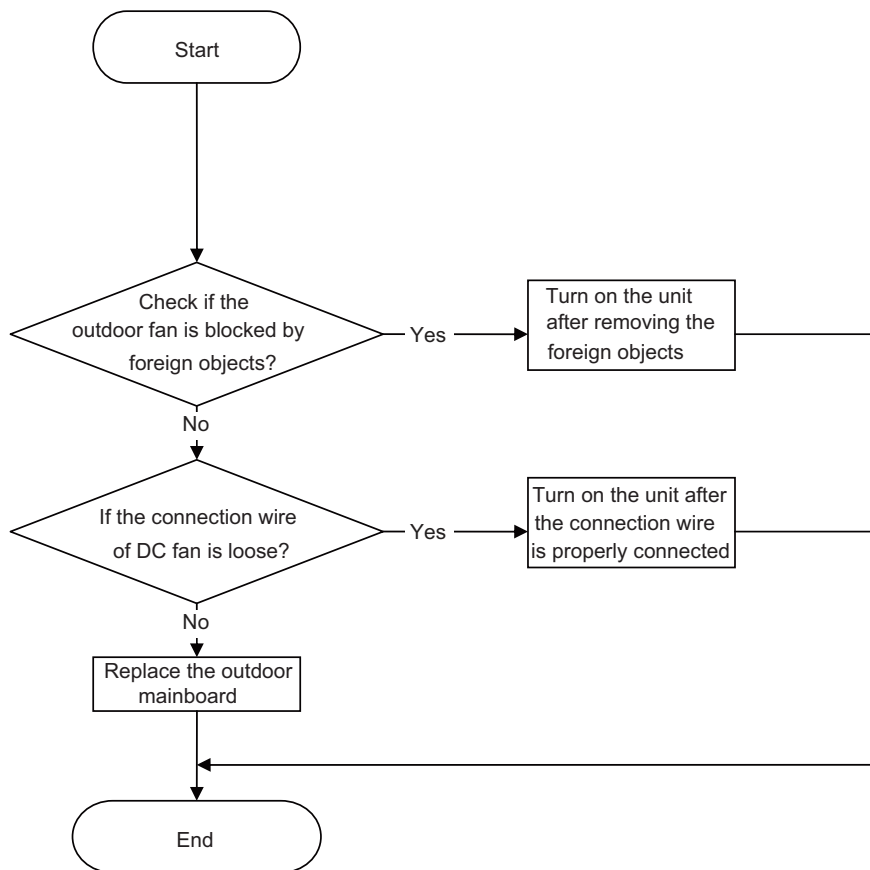 Start
Check if the
outdoor fan is blocked by
foreign objects?
Yes
Turn on the unit
after removing the
foreign objects
No
If the connection wire
of DC fan is loose?
Yes
Turn on the unit after
the connection wire
is properly connected
No
Replace the outdoor
mainboard
End